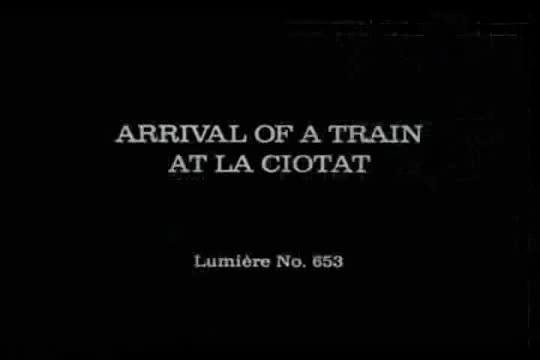 ARRIVAL OF A TRAIN
AT LA CIOTAT
Lumière No. 653